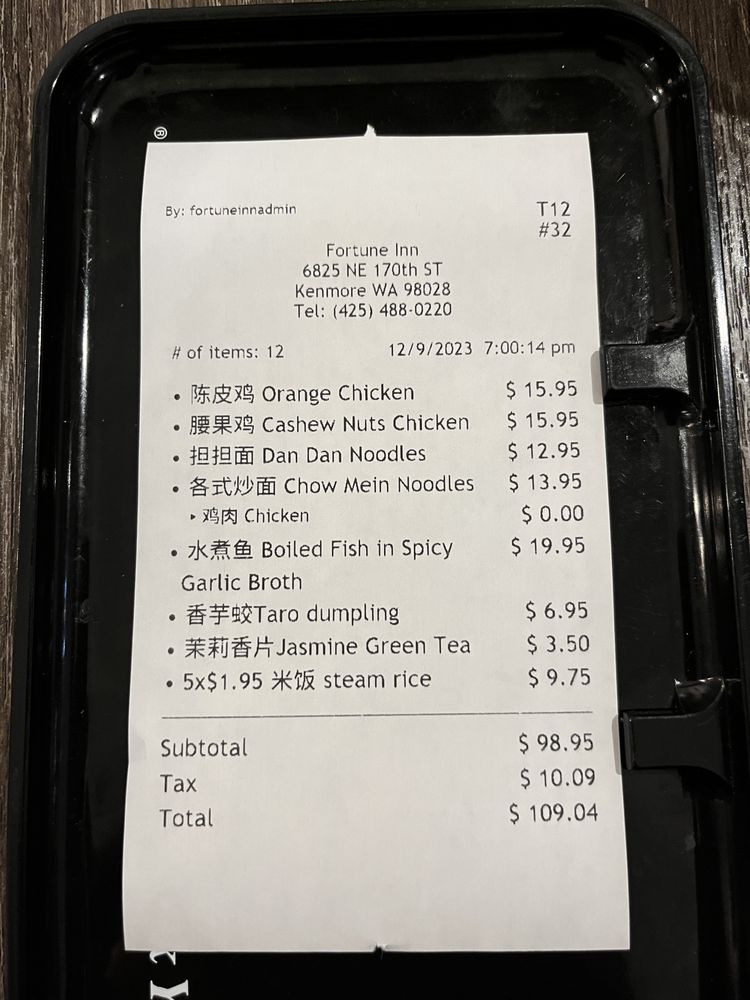 ®
By: fortuneinnadmin
T12
#32
Fortune Inn
6825 NE 170th ST
Kenmore WA 98028
Tel: (425) 488-0220
# of items: 12 12/9/2023 7:00:14 pm
• 陈皮鸡 Orange Chicken $ 15.95
• 腰果鸡 Cashew Nuts Chicken $ 15.95
• 担担面 Dan Dan Noodles $ 12.95
• 各式炒面 Chow Mein Noodles $ 13.95
‣ 鸡肉 Chicken $ 0.00
• 水煮鱼 Boiled Fish in Spicy $ 19.95
Garlic Broth
• 香芋蛟Taro dumpling $ 6.95
• 茉莉香片Jasmine Green Tea $ 3.50
• 5x$1.95 米饭 steam rice $ 9.75
Subtotal $ 98.95
Tax $ 10.09
Total $ 109.04